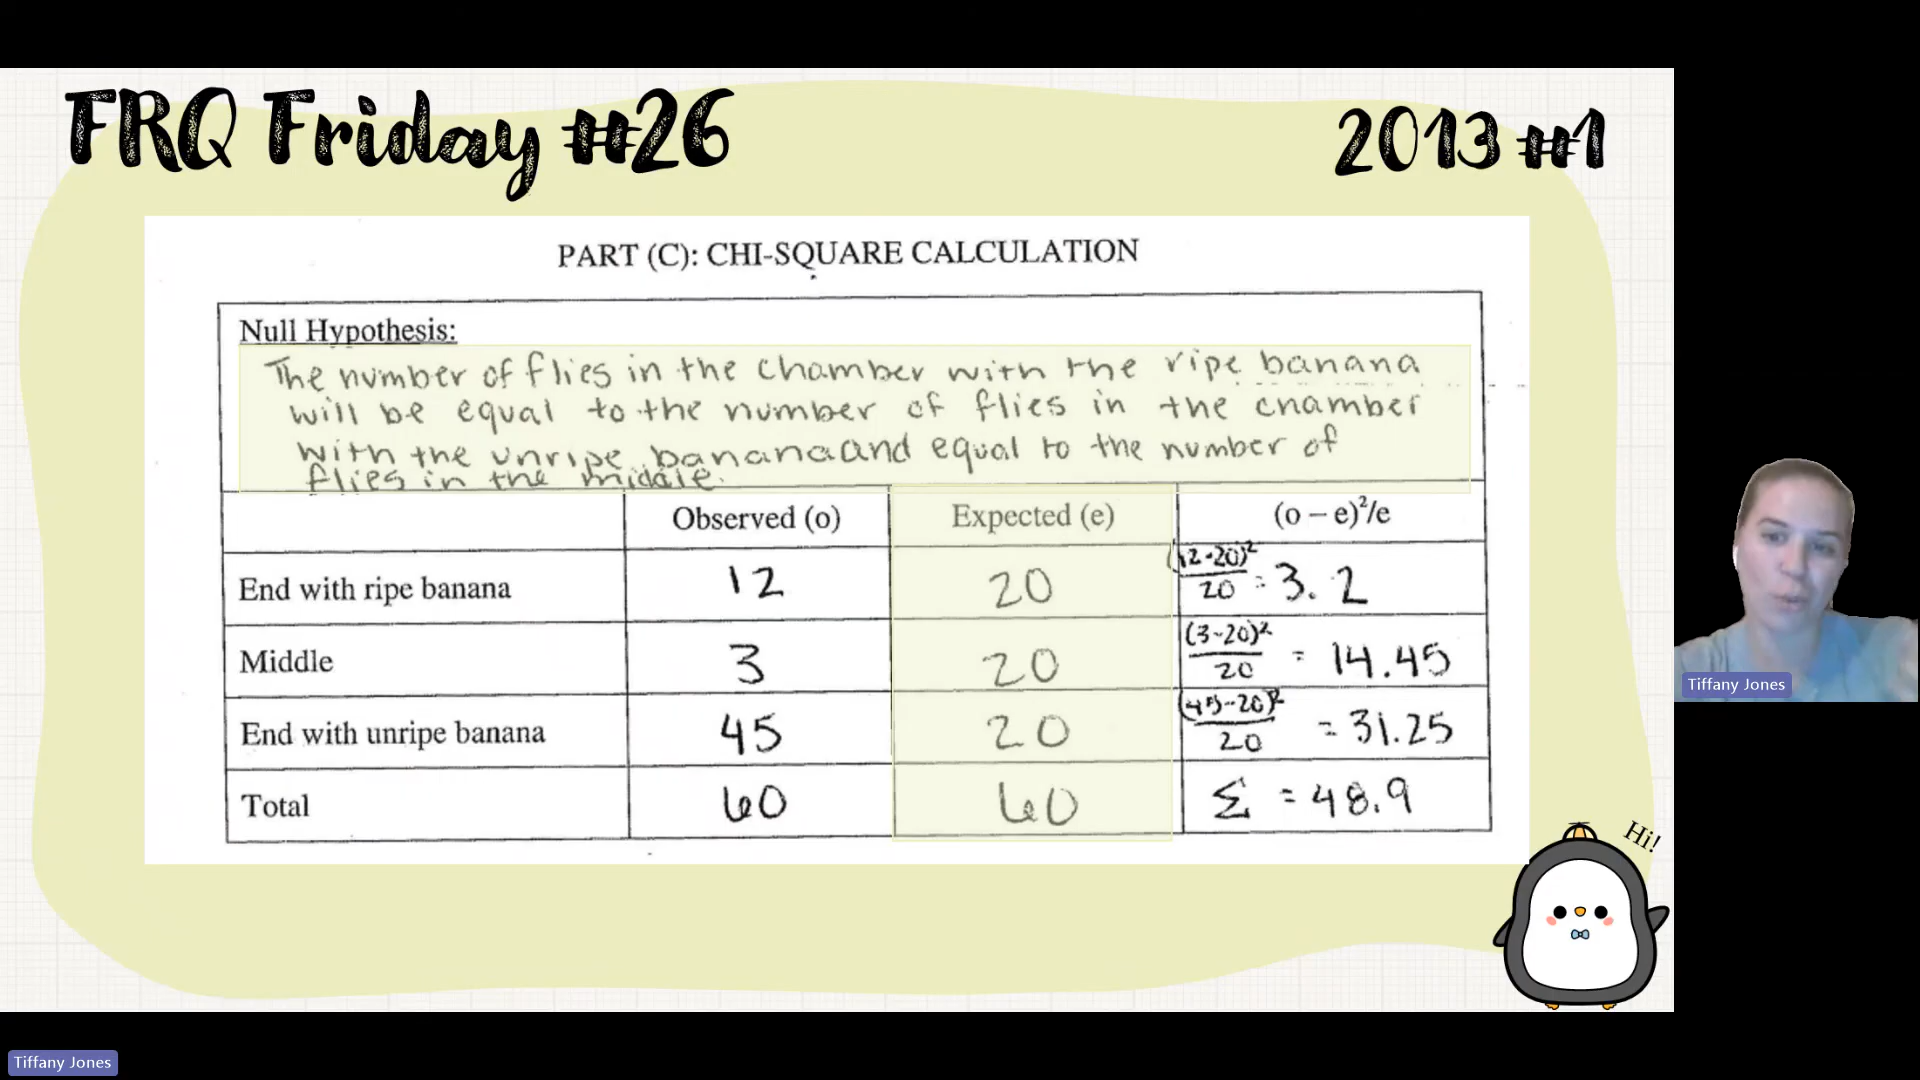 FRQ Friday #26
2013 #1
PART (C): CHI-SQUARE CALCULATION
Null Hypothesis:
The number of flies in the chamber with the ripe banana
will be equal to the number of flies in the chamber
with the unripe banana and equal to the number of
flies in the middle.
Observed (o) Expected (e) (o – e)²/e
End with ripe banana 12 20 (12-20)²/20 = 3.2
Middle 3 20 (3-20)²/20 = 14.45
End with unripe banana 45 20 (45-20)²/20 = 31.25
Total 60 60 Σ = 48.9
Hi!
Tiffany Jones
Tiffany Jones